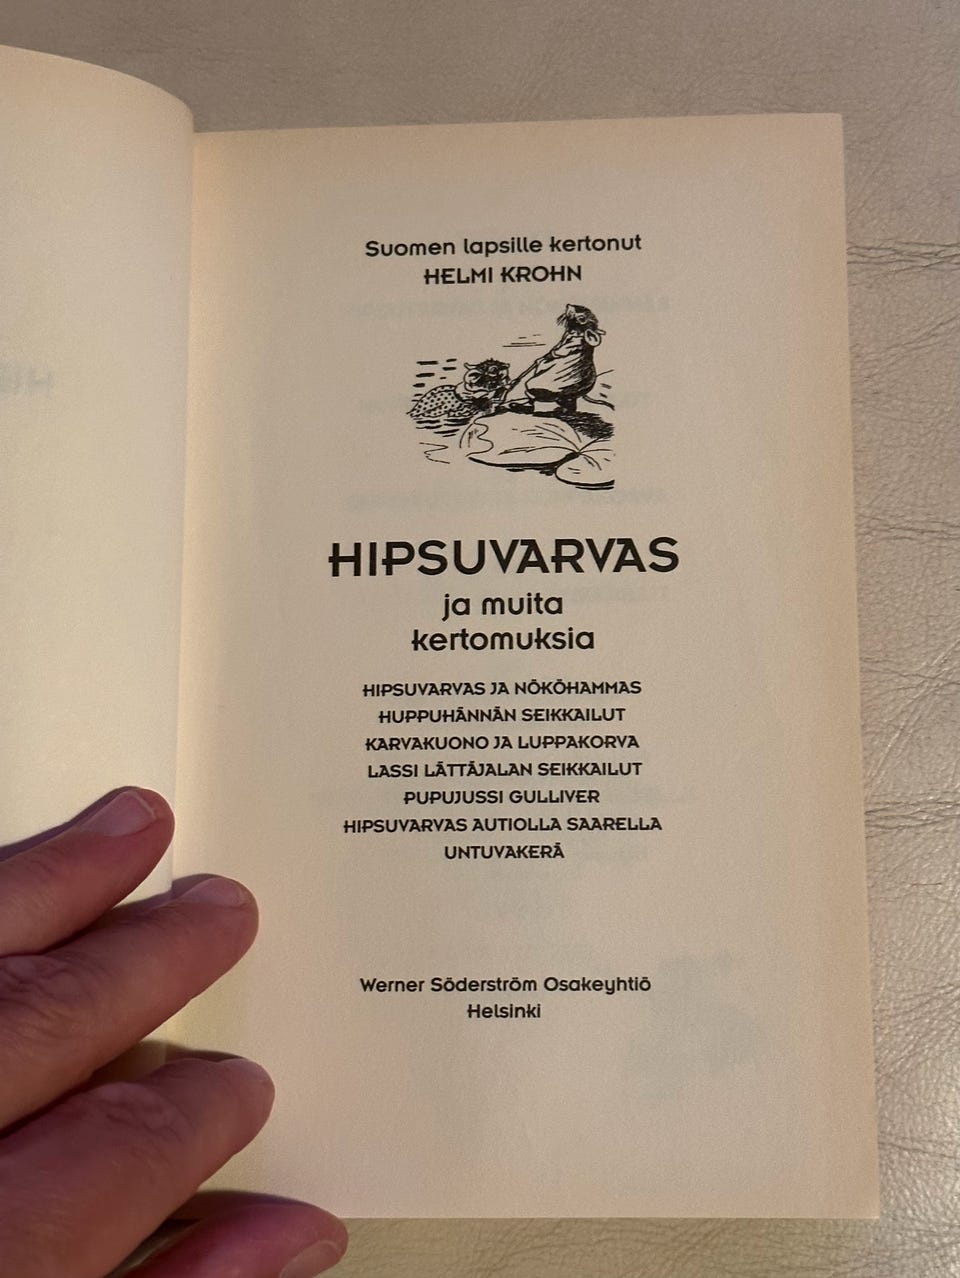 Suomen lapsille kertonut
HELMI KROHN
HIPSUVARVAS
ja muita
kertomuksia
HIPSUVARVAS JA NÖKÖHAMMAS
HUPPUHÄNNÄN SEIKKAILUT
KARVAKUONO JA LUPPAKORVA
LASSI LÄTTÄJALAN SEIKKAILUT
PUPUJUSSI GULLIVER
HIPSUVARVAS AUTIOLLA SAARELLA
UNTUVAKERÄ
Werner Söderström Osakeyhtiö
Helsinki